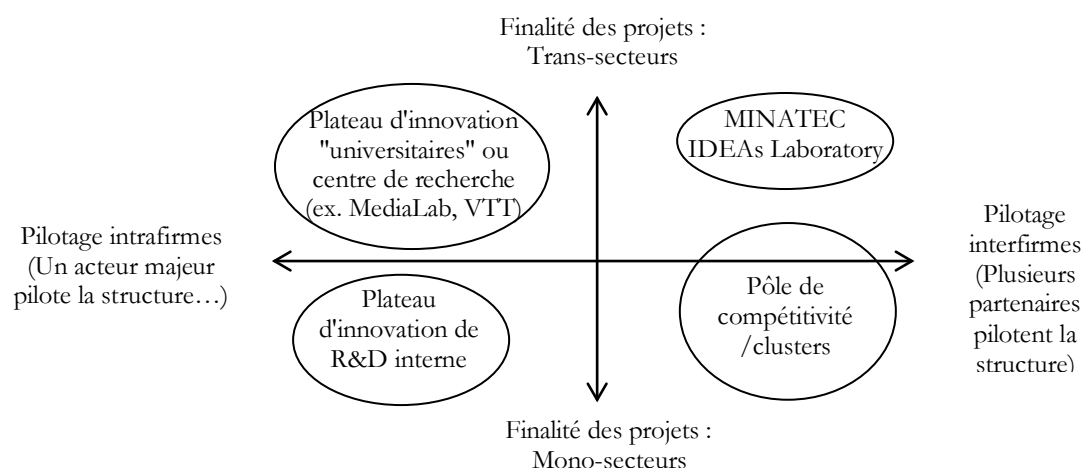 Finalité des projets :
Trans-secteurs
Plateau d'innovation
"universitaires" ou
centre de recherche
(ex. MediaLab, VTT)
MINATEC
IDEAs Laboratory
Pilotage intrafirmes
(Un acteur majeur
pilote la structure…)
Pilotage
interfirmes
(Plusieurs
partenaires
pilotent la
structure)
Plateau
d'innovation de
R&D interne
Pôle de
compétitivité
/clusters
Finalité des projets :
Mono-secteurs